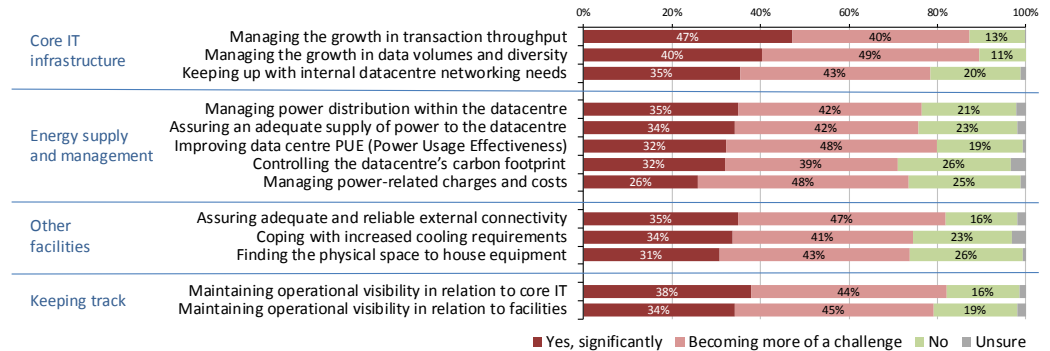 0% 20% 40% 60% 80% 100%
Core IT
infrastructure
Managing the growth in transaction throughput 47% 40% 13%
Managing the growth in data volumes and diversity 40% 49% 11%
Keeping up with internal datacentre networking needs 35% 43% 20%
Energy supply
and management
Managing power distribution within the datacentre 35% 42% 21%
Assuring an adequate supply of power to the datacentre 34% 42% 23%
Improving data centre PUE (Power Usage Effectiveness) 32% 48% 19%
Controlling the datacentre's carbon footprint 32% 39% 26%
Managing power-related charges and costs 26% 48% 25%
Other
facilities
Assuring adequate and reliable external connectivity 35% 47% 16%
Coping with increased cooling requirements 34% 41% 23%
Finding the physical space to house equipment 31% 43% 26%
Keeping track
Maintaining operational visibility in relation to core IT 38% 44% 16%
Maintaining operational visibility in relation to facilities 34% 45% 19%
Yes, significantly Becoming more of a challenge No Unsure